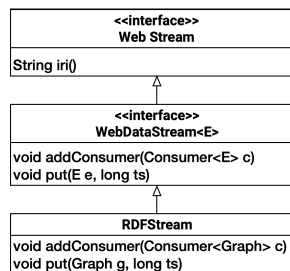 <<interface>>
Web Stream
String iri()
<<interface>>
WebDataStream<E>
void addConsumer(Consumer<E> c)
void put(E e, long ts)
RDFStream
void addConsumer(Consumer<Graph> c)
void put(Graph g, long ts)